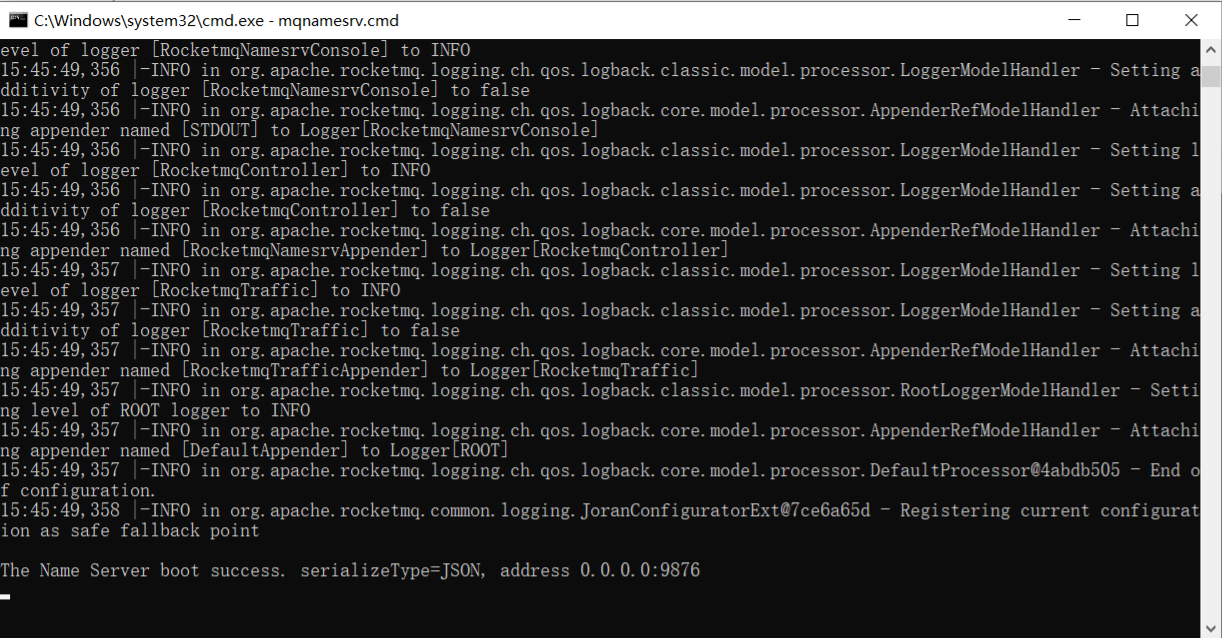 C:\Windows\system32\cmd.exe - mqnamesrv.cmd
evel of logger [RocketmqNamesrvConsole] to INFO
15:45:49,356 |-INFO in org.apache.rocketmq.logging.ch.qos.logback.classic.model.processor.LoggerModelHandler - Setting a
dditivity of logger [RocketmqNamesrvConsole] to false
15:45:49,356 |-INFO in org.apache.rocketmq.logging.ch.qos.logback.core.model.processor.AppenderRefModelHandler - Attachi
ng appender named [STDOUT] to Logger[RocketmqNamesrvConsole]
15:45:49,356 |-INFO in org.apache.rocketmq.logging.ch.qos.logback.classic.model.processor.LoggerModelHandler - Setting l
evel of logger [RocketmqController] to INFO
15:45:49,356 |-INFO in org.apache.rocketmq.logging.ch.qos.logback.classic.model.processor.LoggerModelHandler - Setting a
dditivity of logger [RocketmqController] to false
15:45:49,356 |-INFO in org.apache.rocketmq.logging.ch.qos.logback.core.model.processor.AppenderRefModelHandler - Attachi
ng appender named [RocketmqNamesrvAppender] to Logger[RocketmqController]
15:45:49,357 |-INFO in org.apache.rocketmq.logging.ch.qos.logback.classic.model.processor.LoggerModelHandler - Setting l
evel of logger [RocketmqTraffic] to INFO
15:45:49,357 |-INFO in org.apache.rocketmq.logging.ch.qos.logback.classic.model.processor.LoggerModelHandler - Setting a
dditivity of logger [RocketmqTraffic] to false
15:45:49,357 |-INFO in org.apache.rocketmq.logging.ch.qos.logback.core.model.processor.AppenderRefModelHandler - Attachi
ng appender named [RocketmqTrafficAppender] to Logger[RocketmqTraffic]
15:45:49,357 |-INFO in org.apache.rocketmq.logging.ch.qos.logback.classic.model.processor.RootLoggerModelHandler - Setti
ng level of ROOT logger to INFO
15:45:49,357 |-INFO in org.apache.rocketmq.logging.ch.qos.logback.core.model.processor.AppenderRefModelHandler - Attachi
ng appender named [DefaultAppender] to Logger[ROOT]
15:45:49,357 |-INFO in org.apache.rocketmq.logging.ch.qos.logback.core.model.processor.DefaultProcessor@4abdb505 - End o
f configuration.
15:45:49,358 |-INFO in org.apache.rocketmq.common.logging.JoranConfiguratorExt@7ce6a65d - Registering current configurat
ion as safe fallback point
The Name Server boot success. serializeType=JSON, address 0.0.0.0:9876